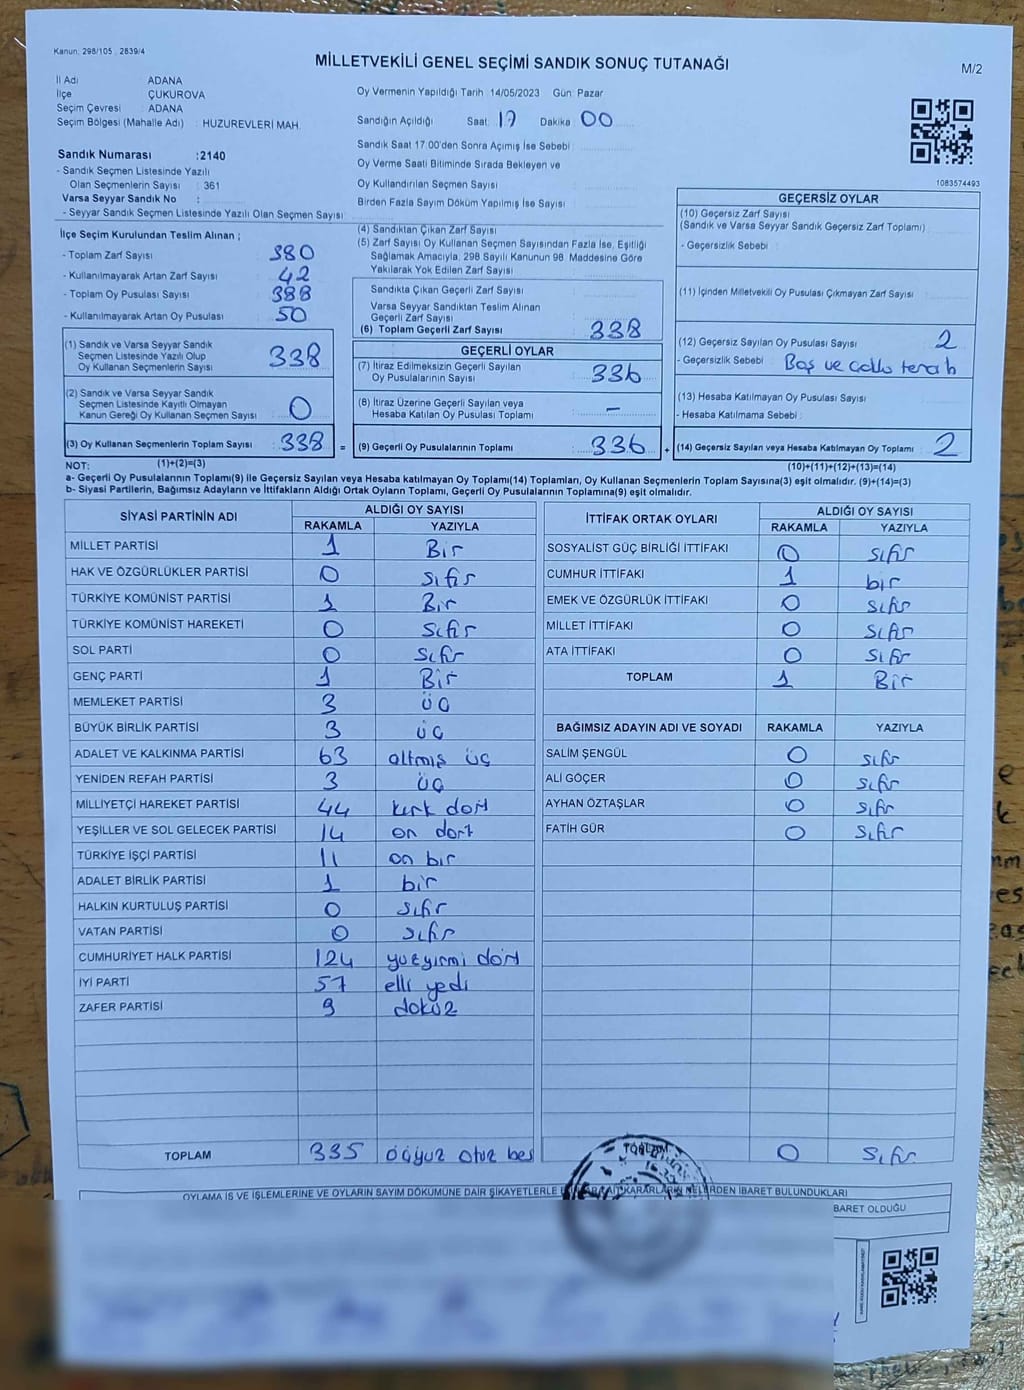 Kanun: 298/105 , 2839/4
MİLLETVEKİLİ GENEL SEÇİMİ SANDIK SONUÇ TUTANAĞI
M/2
İl Adı : ADANA
İlçe : ÇUKUROVA
Seçim Çevresi : ADANA
Seçim Bölgesi (Mahalle Adı) : HUZUREVLERİ MAH.
Oy Vermenin Yapıldığı Tarih : 14/05/2023 Gün: Pazar
Sandığın Açıldığı Saat: 17 Dakika: 00
Sandık Saat 17.00'den Sonra Açımış İse Sebebi :
Oy Verme Saati Bitiminde Sırada Bekleyen ve
Oy Kullandırılan Seçmen Sayısı :
Birden Fazla Sayım Döküm Yapılmış İse Sayısı :
1083574493
Sandık Numarası :2140
- Sandık Seçmen Listesinde Yazılı
Olan Seçmenlerin Sayısı : 361
Varsa Seyyar Sandık No :
- Seyyar Sandık Seçmen Listesinde Yazılı Olan Seçmen Sayısı :
İlçe Seçim Kurulundan Teslim Alınan ;
- Toplam Zarf Sayısı : 380
- Kullanılmayarak Artan Zarf Sayısı : 42
- Toplam Oy Pusulası Sayısı : 388
- Kullanılmayarak Artan Oy Pusulası : 50
(1) Sandık ve Varsa Seyyar Sandık
Seçmen Listesinde Yazılı Olup
Oy Kullanan Seçmenlerin Sayısı : 338
(2) Sandık ve Varsa Seyyar Sandık
Seçmen Listesinde Kayıtlı Olmayan
Kanun Gereği Oy Kullanan Seçmen Sayısı : 0
(3) Oy Kullanan Seçmenlerin Toplam Sayısı : 338 =
(1)+(2)=(3)
(4) Sandıktan Çıkan Zarf Sayısı :
(5) Zarf Sayısı Oy Kullanan Seçmen Sayısından Fazla İse, Eşitliği
Sağlamak Amacıyla, 298 Sayılı Kanunun 98. Maddesine Göre
Yakılarak Yok Edilen Zarf Sayısı :
Sandıkta Çıkan Geçerli Zarf Sayısı :
Varsa Seyyar Sandıktan Teslim Alınan
Geçerli Zarf Sayısı :
(6) Toplam Geçerli Zarf Sayısı : 338
GEÇERLİ OYLAR
(7) İtiraz Edilmeksizin Geçerli Sayılan
Oy Pusulalarının Sayısı : 336
(8) İtiraz Üzerine Geçerli Sayılan veya
Hesaba Katılan Oy Pusulası Toplamı : –
(9) Geçerli Oy Pusulalarının Toplamı : 336 +
GEÇERSİZ OYLAR
(10) Geçersiz Zarf Sayısı
(Sandık ve Varsa Seyyar Sandık Geçersiz Zarf Toplamı) :
- Geçersizlik Sebebi :
(11) İçinden Milletvekili Oy Pusulası Çıkmayan Zarf Sayısı :
(12) Geçersiz Sayılan Oy Pusulası Sayısı : 2
- Geçersizlik Sebebi : Boş ve çoklu tercih
(13) Hesaba Katılmayan Oy Pusulası Sayısı :
- Hesaba Katılmama Sebebi :
(14) Geçersiz Sayılan veya Hesaba Katılmayan Oy Toplamı : 2
(10)+(11)+(12)+(13)=(14)
NOT:
a- Geçerli Oy Pusulalarının Toplamı(9) ile Geçersiz Sayılan veya Hesaba katılmayan Oy Toplamı(14) Toplamları, Oy Kullanan Seçmenlerin Toplam Sayısına(3) eşit olmalıdır. (9)+(14)=(3)
b- Siyasi Partilerin, Bağımsız Adayların ve İttifakların Aldığı Ortak Oyların Toplamı, Geçerli Oy Pusulalarının Toplamına(9) eşit olmalıdır.
SİYASİ PARTİNİN ADI ALDIĞI OY SAYISI
RAKAMLA YAZIYLA
MİLLET PARTİSİ 1 Bir
HAK VE ÖZGÜRLÜKLER PARTİSİ 0 Sıfır
TÜRKİYE KOMÜNİST PARTİSİ 1 Bir
TÜRKİYE KOMÜNİST HAREKETİ 0 Sıfır
SOL PARTİ 0 Sıfır
GENÇ PARTİ 1 Bir
MEMLEKET PARTİSİ 3 üç
BÜYÜK BİRLİK PARTİSİ 3 üç
ADALET VE KALKINMA PARTİSİ 63 altmış üç
YENİDEN REFAH PARTİSİ 3 üç
MİLLİYETÇİ HAREKET PARTİSİ 44 kırk dört
YEŞİLLER VE SOL GELECEK PARTİSİ 14 on dört
TÜRKİYE İŞÇİ PARTİSİ 11 on bir
ADALET BİRLİK PARTİSİ 1 bir
HALKIN KURTULUŞ PARTİSİ 0 sıfır
VATAN PARTİSİ 0 sıfır
CUMHURİYET HALK PARTİSİ 124 yüzyirmi dört
İYİ PARTİ 57 elli yedi
ZAFER PARTİSİ 9 dokuz
TOPLAM 335 üçyüz otuz beş
İTTİFAK ORTAK OYLARI ALDIĞI OY SAYISI
RAKAMLA YAZIYLA
SOSYALİST GÜÇ BİRLİĞİ İTTİFAKI 0 sıfır
CUMHUR İTTİFAKI 1 bir
EMEK VE ÖZGÜRLÜK İTTİFAKI 0 sıfır
MİLLET İTTİFAKI 0 sıfır
ATA İTTİFAKI 0 sıfır
TOPLAM 1 Bir
BAĞIMSIZ ADAYIN ADI VE SOYADI RAKAMLA YAZIYLA
SALİM ŞENGÜL 0 sıfır
ALİ GÖÇER 0 sıfır
AYHAN ÖZTAŞLAR 0 sıfır
FATİH GÜR 0 sıfır
TOPLAM 0 sıfır
OYLAMA İŞ VE İŞLEMLERİNE VE OYLARIN SAYIM DÖKÜMÜNE DAİR ŞİKAYETLERLE KARARLARIN NELERDEN İBARET BULUNDUKLARI
BARET OLDUĞU